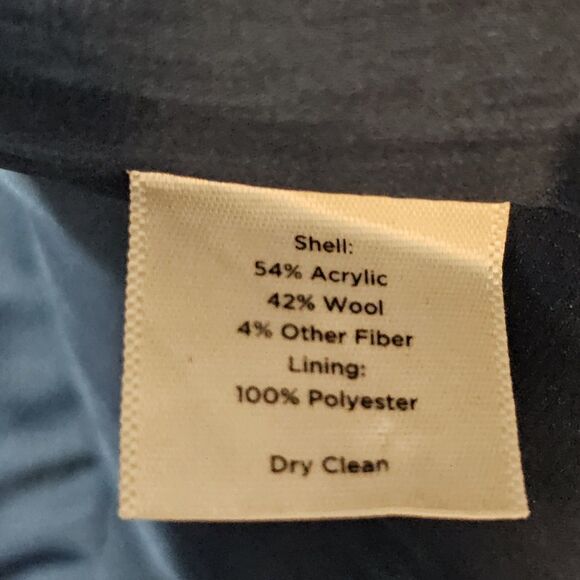 Shell:
54% Acrylic
42% Wool
4% Other Fiber
Lining:
100% Polyester
Dry Clean